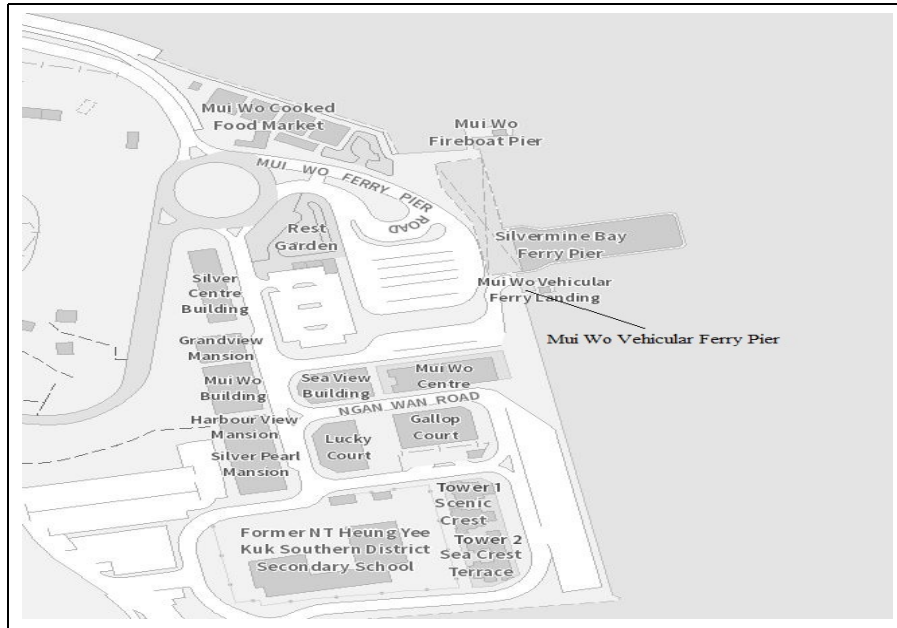 Mui Wo Cooked
Food Market
Mui Wo
Fireboat Pier
MUI WO FERRY PIER
ROAD
Rest
Garden
Silvermine Bay
Ferry Pier
Silver
Centre
Building
Mui Wo Vehicular
Ferry Landing
Mui Wo Vehicular Ferry Pier
Grandview
Mansion
Mui Wo
Building
Sea View
Building
Mui Wo
Centre
NGAN WAN ROAD
Harbour View
Mansion
Gallop
Court
Lucky
Court
Silver Pearl
Mansion
Tower 1
Scenic
Crest
Former NT Heung Yee
Kuk Southern District
Secondary School
Tower 2
Sea Crest
Terrace